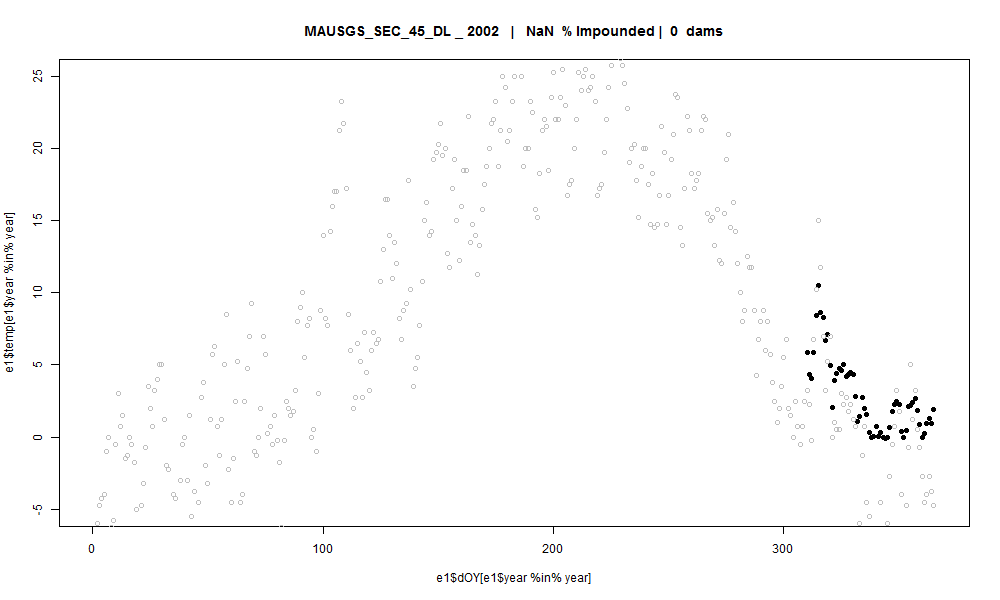 MAUSGS_SEC_45_DL _ 2002 | NaN % Impounded | 0 dams
e1$temp[e1$year %in% year]
25
20
15
10
5
0
-5
0 100 200 300
e1$dOY[e1$year %in% year]